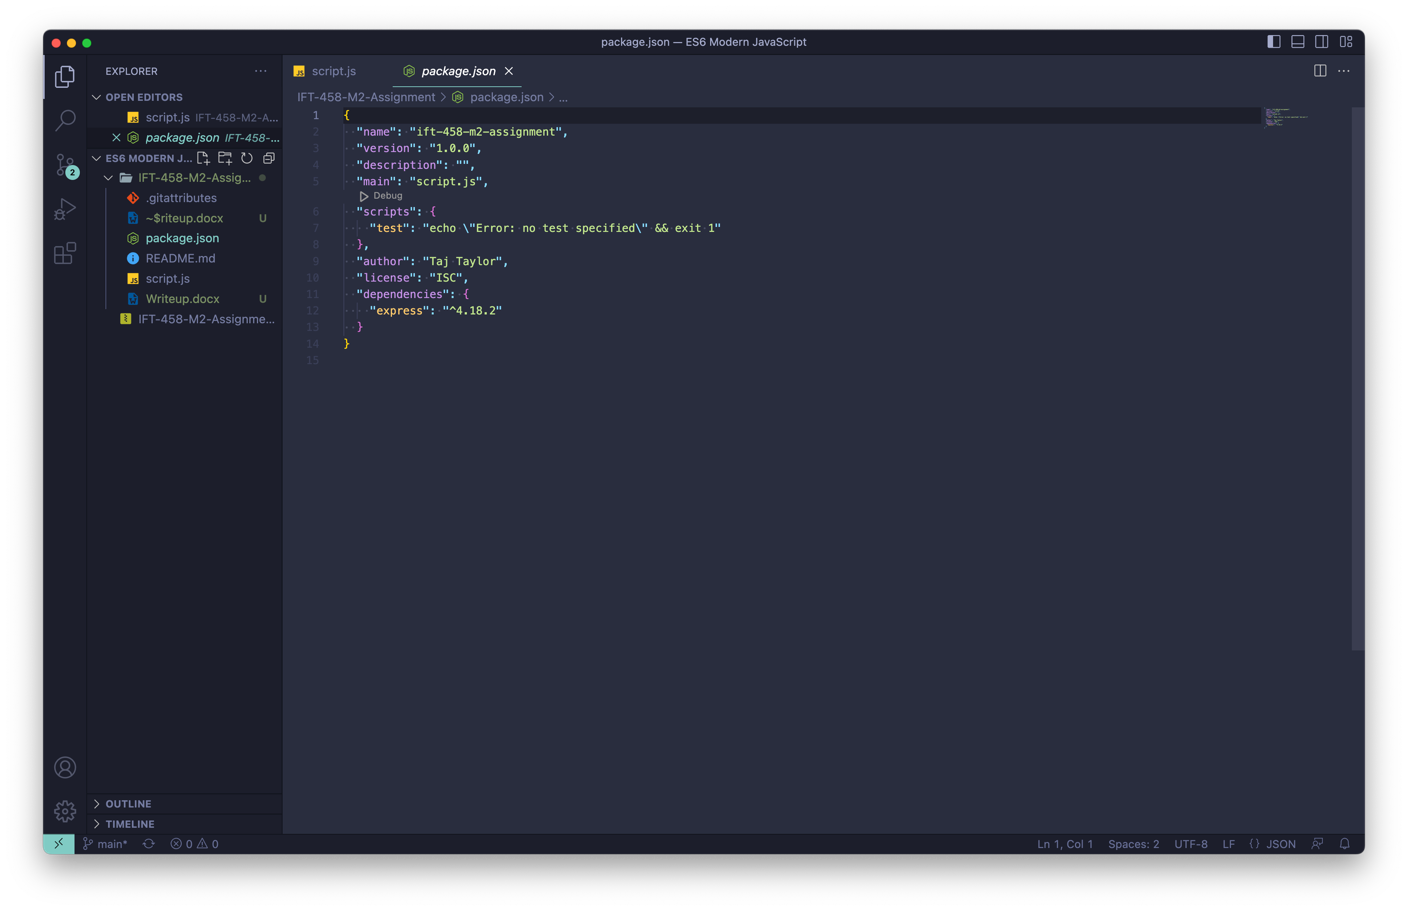 package.json — ES6 Modern JavaScript
EXPLORER
OPEN EDITORS
script.js IFT-458-M2-A...
package.json IFT-458-...
ES6 MODERN J...
2
IFT-458-M2-Assig...
.gitattributes
~$riteup.docx U
package.json
README.md
script.js
Writeup.docx U
IFT-458-M2-Assignme...
OUTLINE
TIMELINE
script.js
package.json
IFT-458-M2-Assignment > package.json > ...
1 {
2 "name": "ift-458-m2-assignment",
3 "version": "1.0.0",
4 "description": "",
5 "main": "script.js",
Debug
6 "scripts": {
7 "test": "echo \"Error: no test specified\" && exit 1"
8 },
9 "author": "Taj Taylor",
10 "license": "ISC",
11 "dependencies": {
12 "express": "^4.18.2"
13 }
14 }
15
main* 0 0
Ln 1, Col 1 Spaces: 2 UTF-8 LF {} JSON